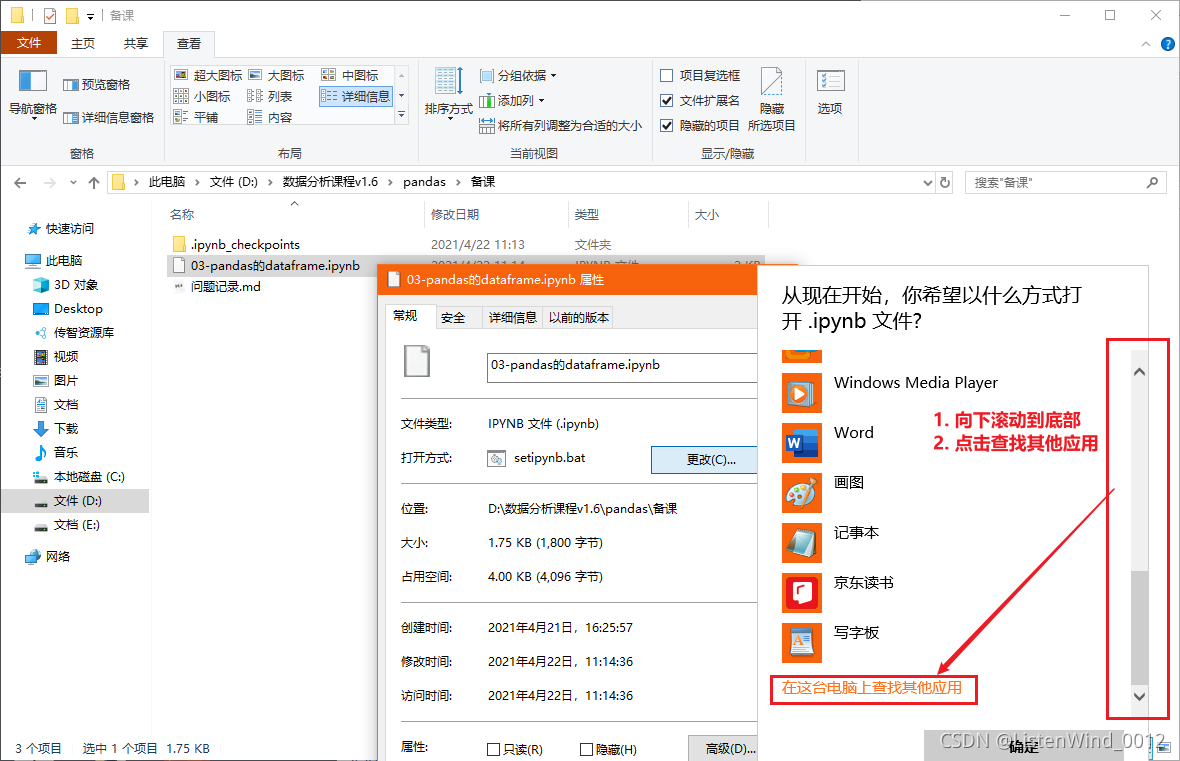 备课
文件 主页 共享 查看
导航窗格 预览窗格 详细信息窗格
窗格
超大图标 大图标 中图标
小图标 列表 详细信息
平铺 内容
布局
排序方式 分组依据
添加列
将所有列调整为合适的大小
当前视图
项目复选框
文件扩展名
隐藏的项目
隐藏
所选项目
显示/隐藏
选项
此电脑 文件 (D:) 数据分析课程v1.6 pandas 备课
搜索"备课"
名称 修改日期 类型 大小
.ipynb_checkpoints 2021/4/22 11:13 文件夹
03-pandas的dataframe.ipynb
问题记录.md
快速访问
此电脑
3D 对象
Desktop
传智资源库
视频
图片
文档
下载
音乐
本地磁盘 (C:)
文件 (D:)
文档 (E:)
网络
3 个项目 选中 1 个项目 1.75 KB
03-pandas的dataframe.ipynb 属性
常规 安全 详细信息 以前的版本
03-pandas的dataframe.ipynb
文件类型: IPYNB 文件 (.ipynb)
打开方式: setipynb.bat 更改(C)...
位置: D:\数据分析课程v1.6\pandas\备课
大小: 1.75 KB (1,800 字节)
占用空间: 4.00 KB (4,096 字节)
创建时间: 2021年4月21日，16:25:57
修改时间: 2021年4月22日，11:14:36
访问时间: 2021年4月22日，11:14:36
属性: 只读(R) 隐藏(H) 高级(D)...
从现在开始，你希望以什么方式打
开 .ipynb 文件?
Windows Media Player
Word
画图
记事本
京东读书
写字板
在这台电脑上查找其他应用
1. 向下滚动到底部
2. 点击查找其他应用
确定
CSDN @ListenWind_0012